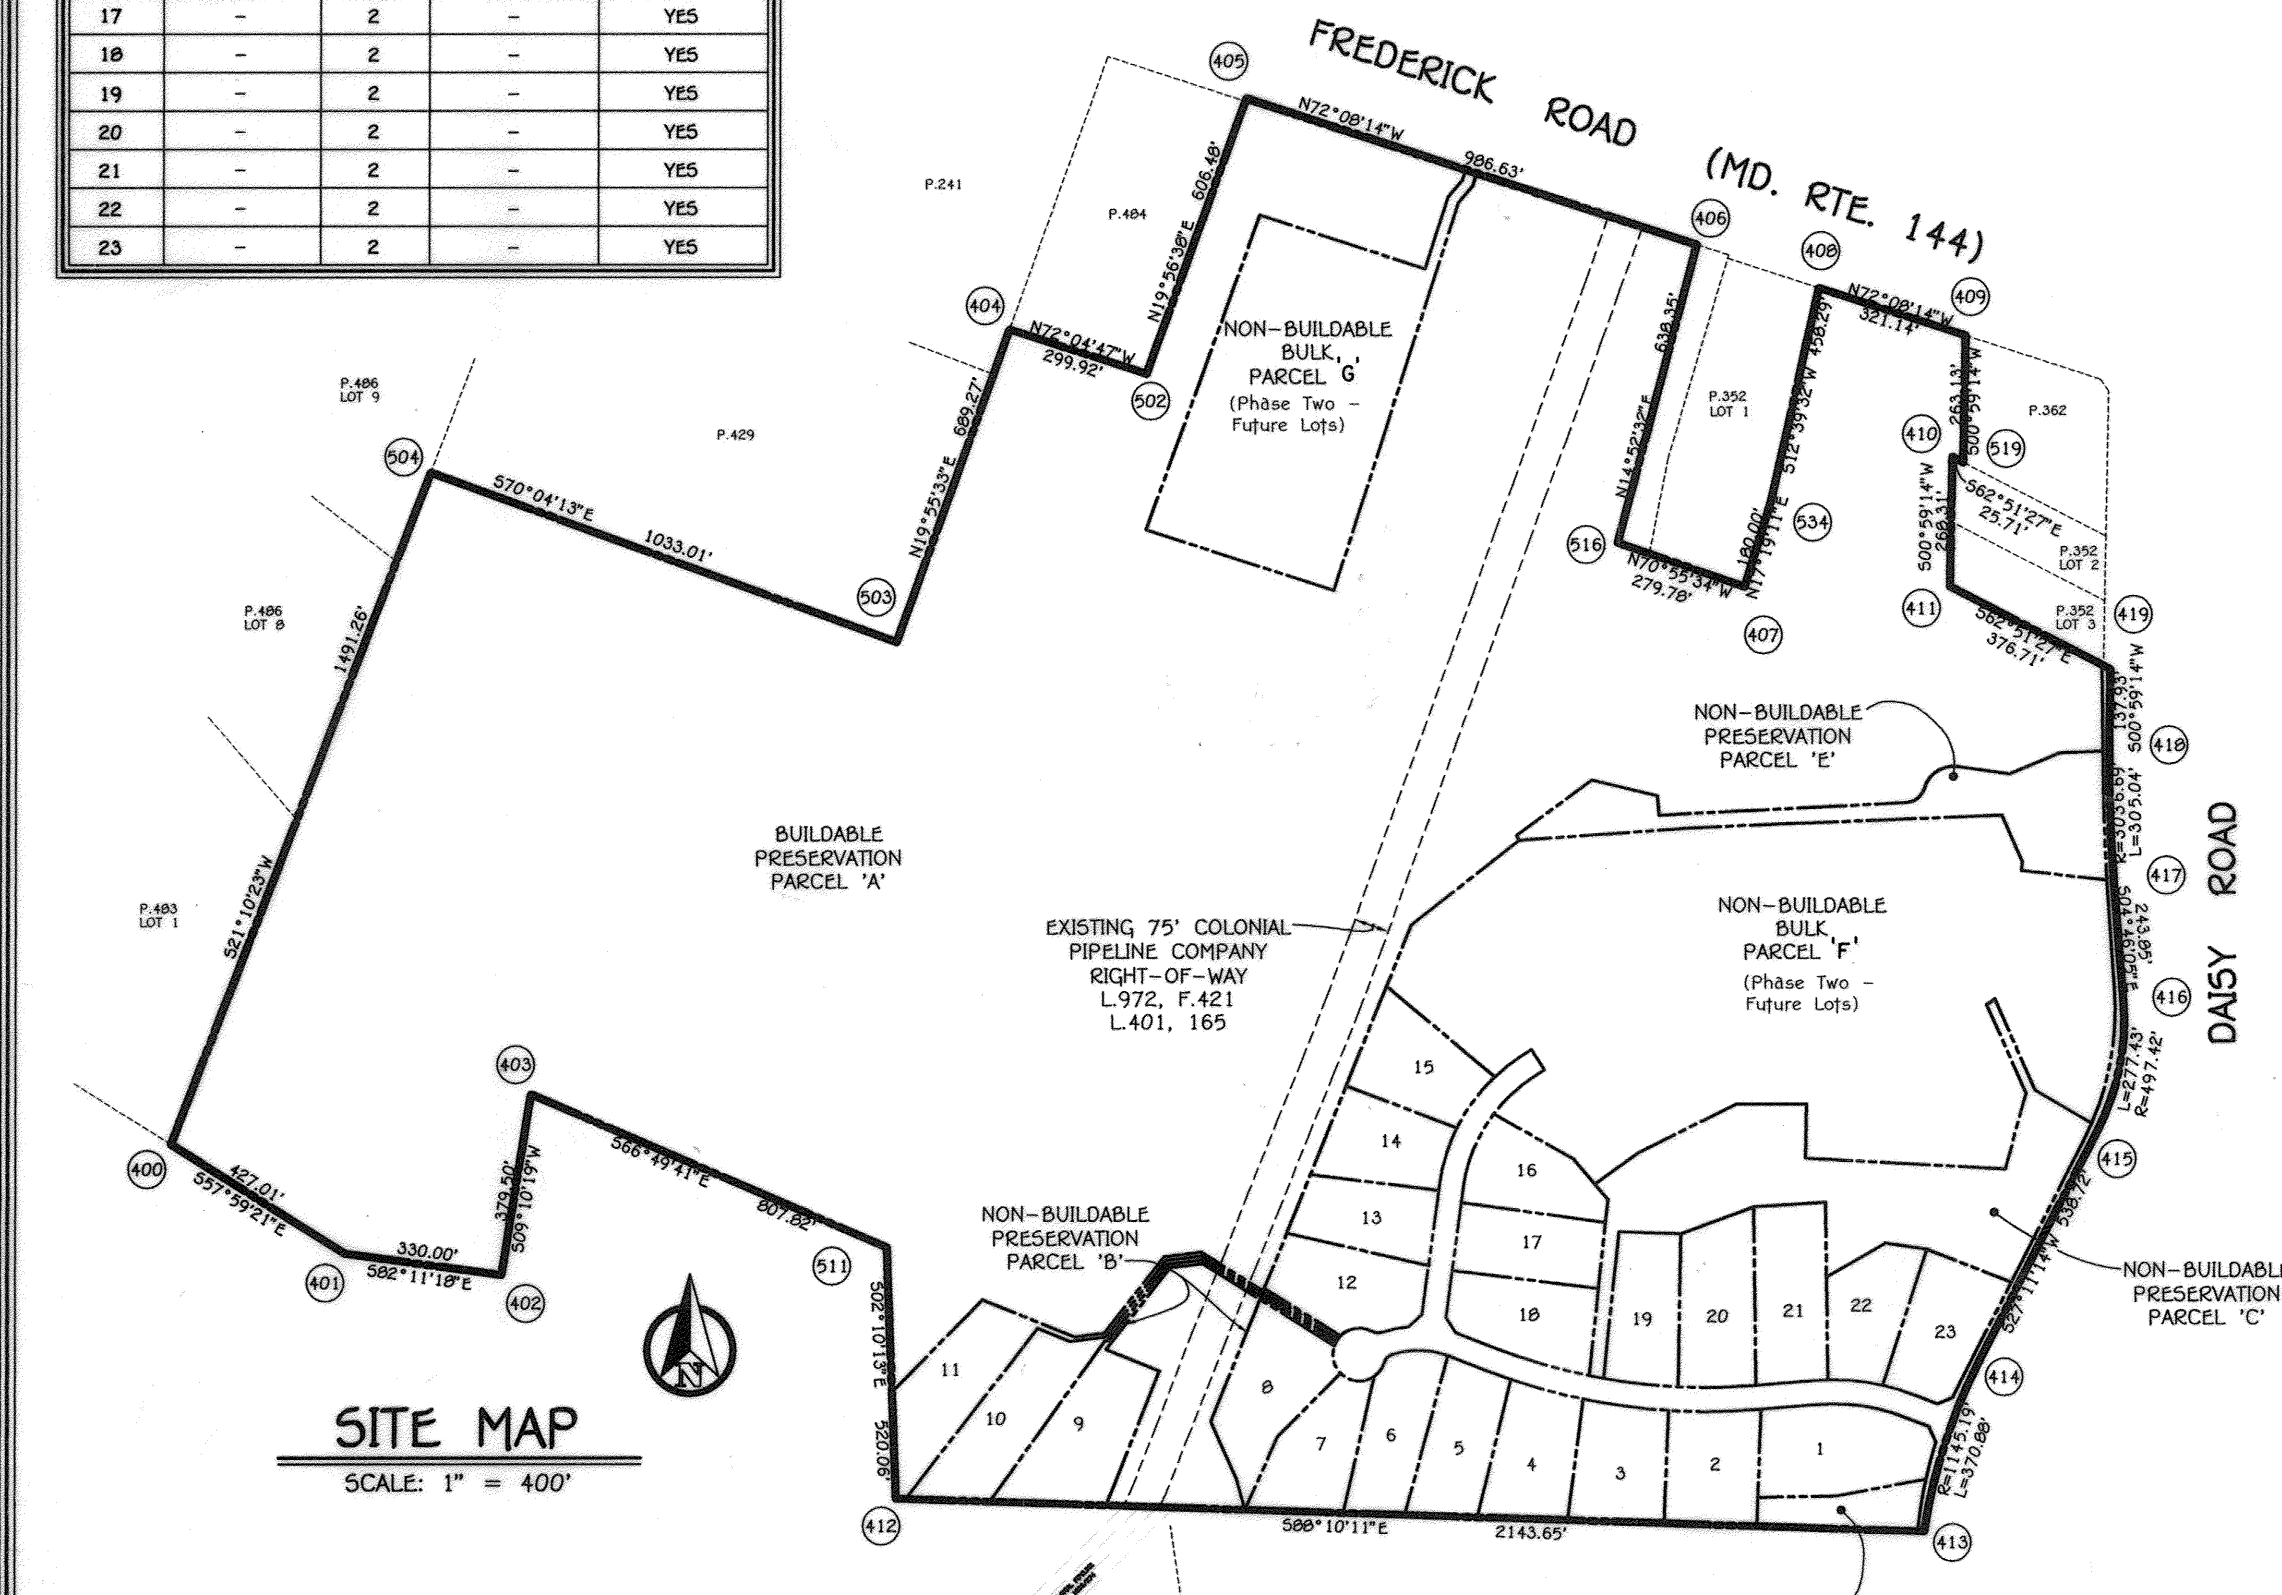 17 – 2 – YES
18 – 2 – YES
19 – 2 – YES
20 – 2 – YES
21 – 2 – YES
22 – 2 – YES
23 – 2 – YES
FREDERICK ROAD (MD. RTE. 144)
405
N72°08'14"W
986.63'
406
408
N72°08'14"W
321.14'
409
P.241
P.404
606.48'
N19°56'38"E
404
N72°04'47"W
299.92'
502
NON-BUILDABLE
BULK
PARCEL 'G'
(Phase Two –
Future Lots)
638.35'
N14°52'32"E
P.352
LOT 1
S12°39'32"W 458.29'
263.13'
S00°59'14"W
P.362
410
519
S62°51'27"E
25.71'
S00°59'14"W
268.31'
P.406
LOT 9
P.429
689.27'
N19°55'33"E
504
S70°04'13"E
1033.01'
503
516
N70°55'34"W
279.78'
180.00'
N17°19'11"E
534
407
P.352
LOT 2
P.352
LOT 3
411
S62°51'27"E
376.71'
419
P.406
LOT 8
1491.26'
S21°10'23"W
P.403
LOT 1
137.93'
S00°59'14"W
418
NON-BUILDABLE
PRESERVATION
PARCEL 'E'
R=3036.69'
L=305.04'
417
BUILDABLE
PRESERVATION
PARCEL 'A'
DAISY ROAD
EXISTING 75' COLONIAL
PIPELINE COMPANY
RIGHT-OF-WAY
L.972, F.421
L.401, 165
NON-BUILDABLE
BULK
PARCEL 'F'
(Phase Two –
Future Lots)
243.85'
S04°46'05"E
416
L=277.43'
R=497.42'
415
403
400
427.01'
S57°59'21"E
379.50'
S09°10'19"W
S66°49'41"E
807.82'
330.00'
S82°11'18"E
401
402
511
NON-BUILDABLE
PRESERVATION
PARCEL 'B'
15
14
16
13
17
12
18
19
20
21
22
23
538.72'
S27°11'14"W
NON-BUILDABL
PRESERVATION
PARCEL 'C'
414
S02°10'13"E
520.06'
11
10
9
8
7
6
5
4
3
2
1
R=1145.19'
L=370.88'
N
SITE MAP
SCALE: 1" = 400'
412
S88°10'11"E
2143.65'
413